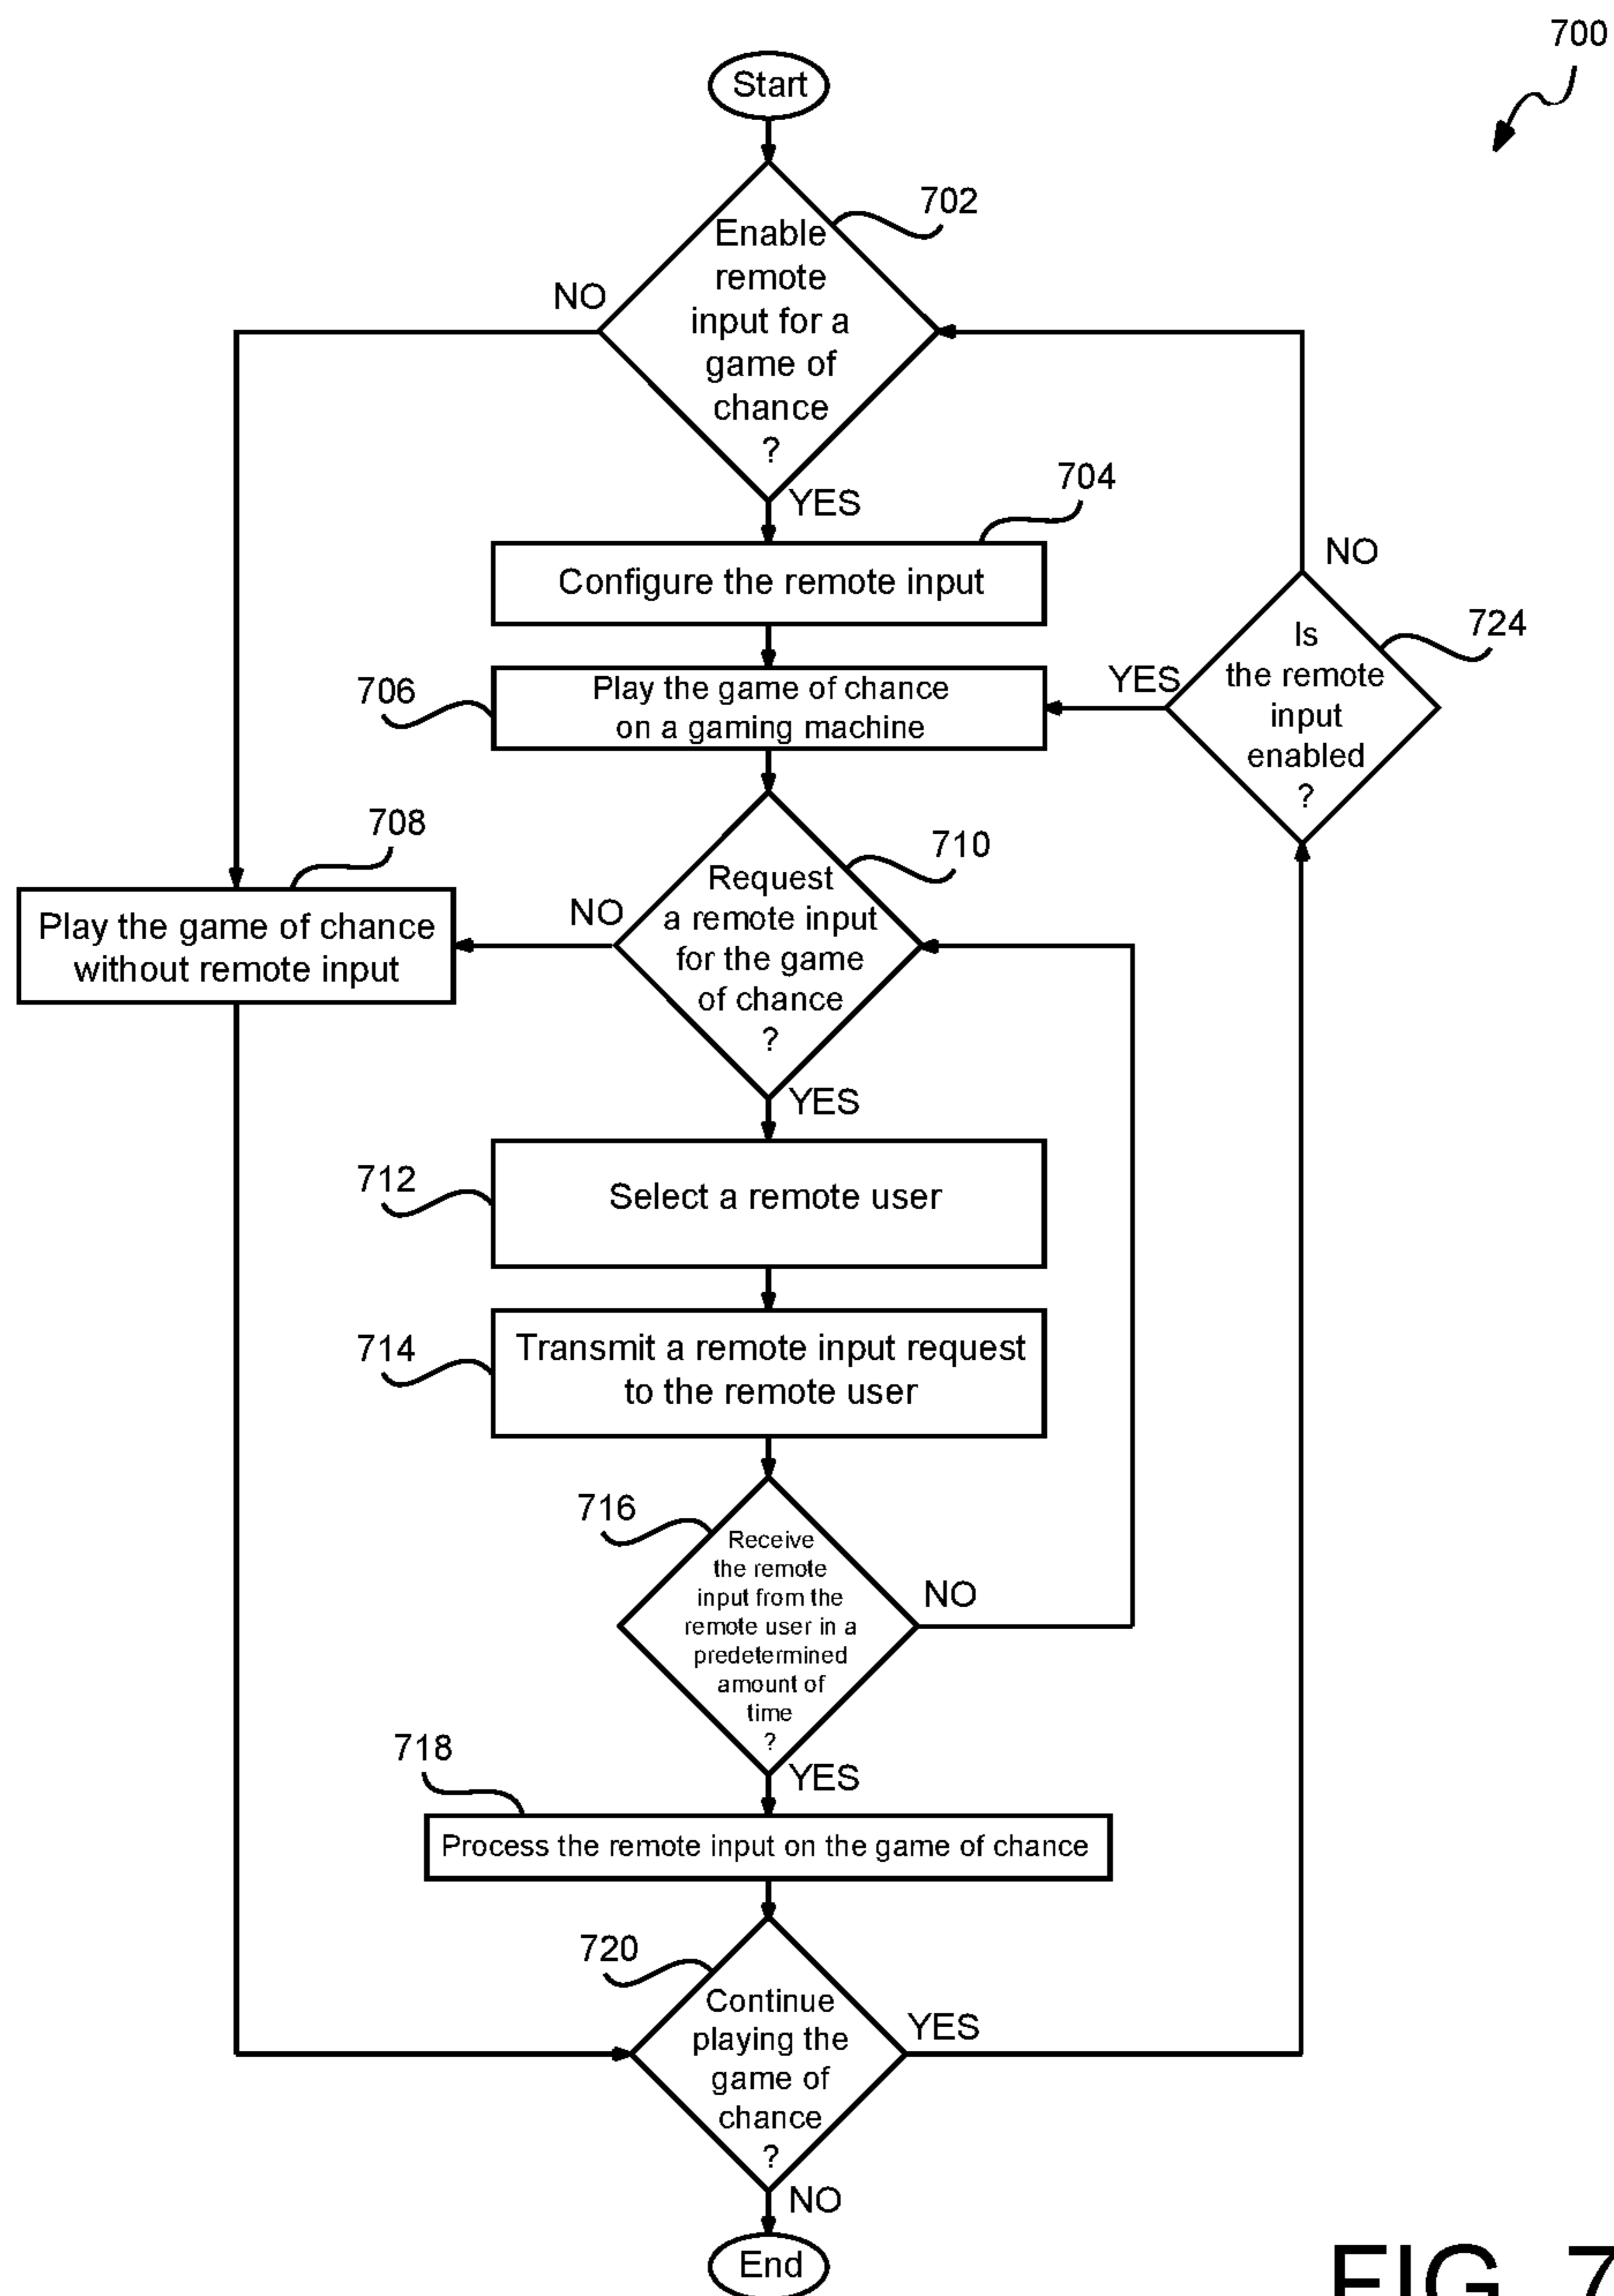 700
Start
702
Enable
remote
input for a
game of
chance
?
NO
YES
704
Configure the remote input
NO
724
Is
the remote
input
enabled
?
YES
706
Play the game of chance
on a gaming machine
708
Play the game of chance
without remote input
NO
710
Request
a remote input
for the game
of chance
?
YES
712
Select a remote user
714
Transmit a remote input request
to the remote user
716
Receive
the remote
input from the
remote user in a
predetermined
amount of
time
?
NO
YES
718
Process the remote input on the game of chance
720
Continue
playing the
game of
chance
?
YES
NO
End
FIG. 7